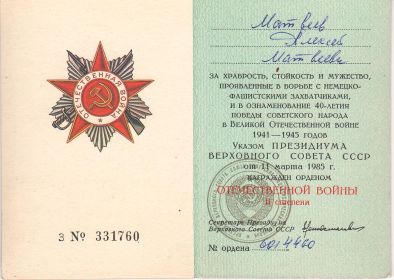 ОТЕЧЕСТВЕННАЯ ВОЙНА
З № 331760
Матвеев
Алексей
Матвеевич
ЗА ХРАБРОСТЬ, СТОЙКОСТЬ И МУЖЕСТВО,
ПРОЯВЛЕННЫЕ В БОРЬБЕ С НЕМЕЦКО-
ФАШИСТСКИМИ ЗАХВАТЧИКАМИ,
И В ОЗНАМЕНОВАНИЕ 40-ЛЕТИЯ
ПОБЕДЫ СОВЕТСКОГО НАРОДА
В ВЕЛИКОЙ ОТЕЧЕСТВЕННОЙ ВОЙНЕ
1941—1945 ГОДОВ
УКАЗОМ ПРЕЗИДИУМА
ВЕРХОВНОГО СОВЕТА СССР
от 11 марта 1985 г.
НАГРАЖДЕН ОРДЕНОМ
ОТЕЧЕСТВЕННОЙ ВОЙНЫ
II степени
Секретарь Президиума
Верховного Совета СССР
№ ордена